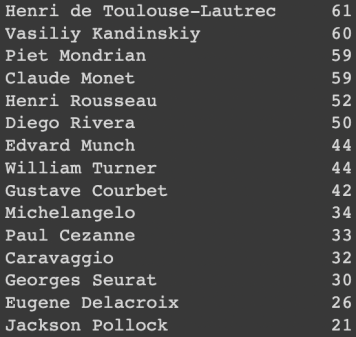 Henri de Toulouse-Lautrec 61
Vasiliy Kandinskiy 60
Piet Mondrian 59
Claude Monet 59
Henri Rousseau 52
Diego Rivera 50
Edvard Munch 44
William Turner 44
Gustave Courbet 42
Michelangelo 34
Paul Cezanne 33
Caravaggio 32
Georges Seurat 30
Eugene Delacroix 26
Jackson Pollock 21